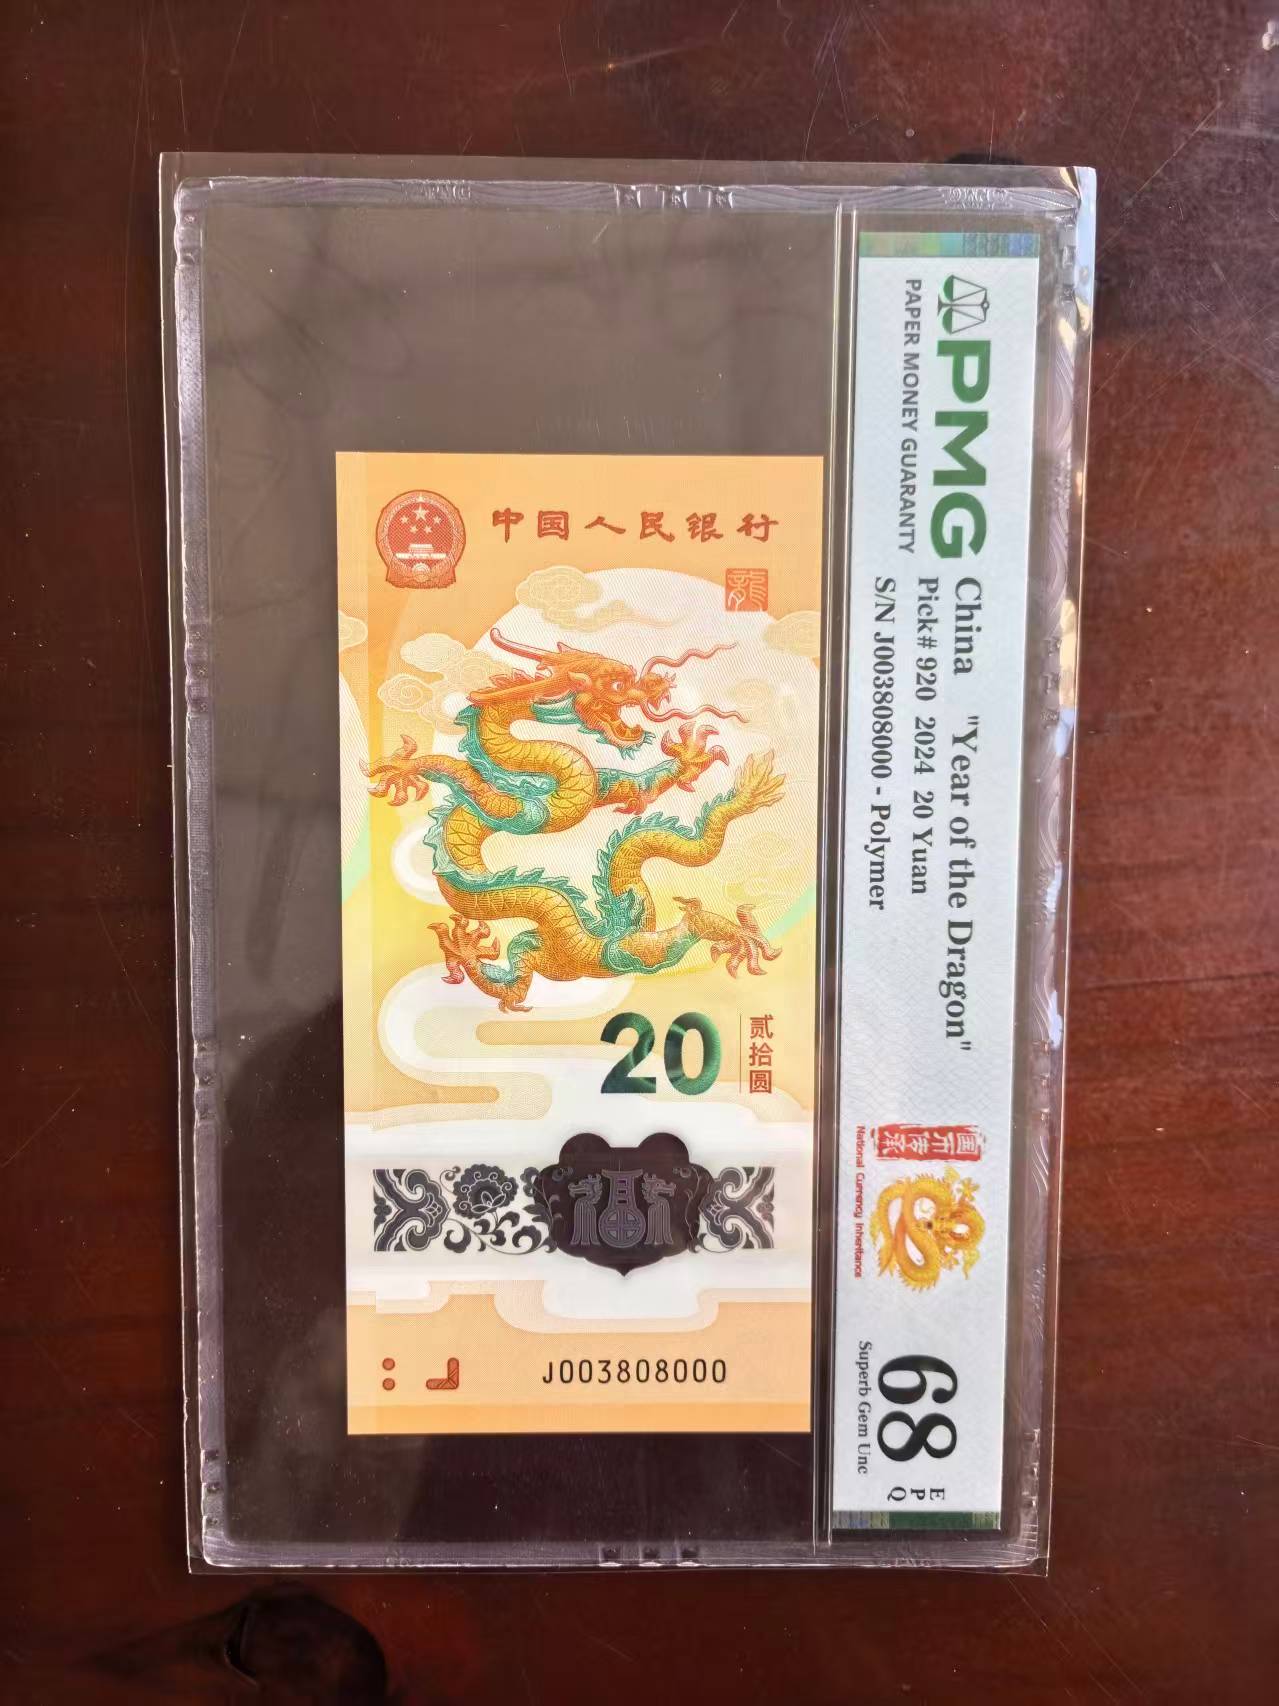 中国人民银行
龍
20
贰拾圆
J003808000
PMG
PAPER MONEY GUARANTY
China "Year of the Dragon"
Pick# 920 2024 20 Yuan
S/N J003808000 - Polymer
国币传承
National Currency Inheritance
68
EPQ
Superb Gem Unc